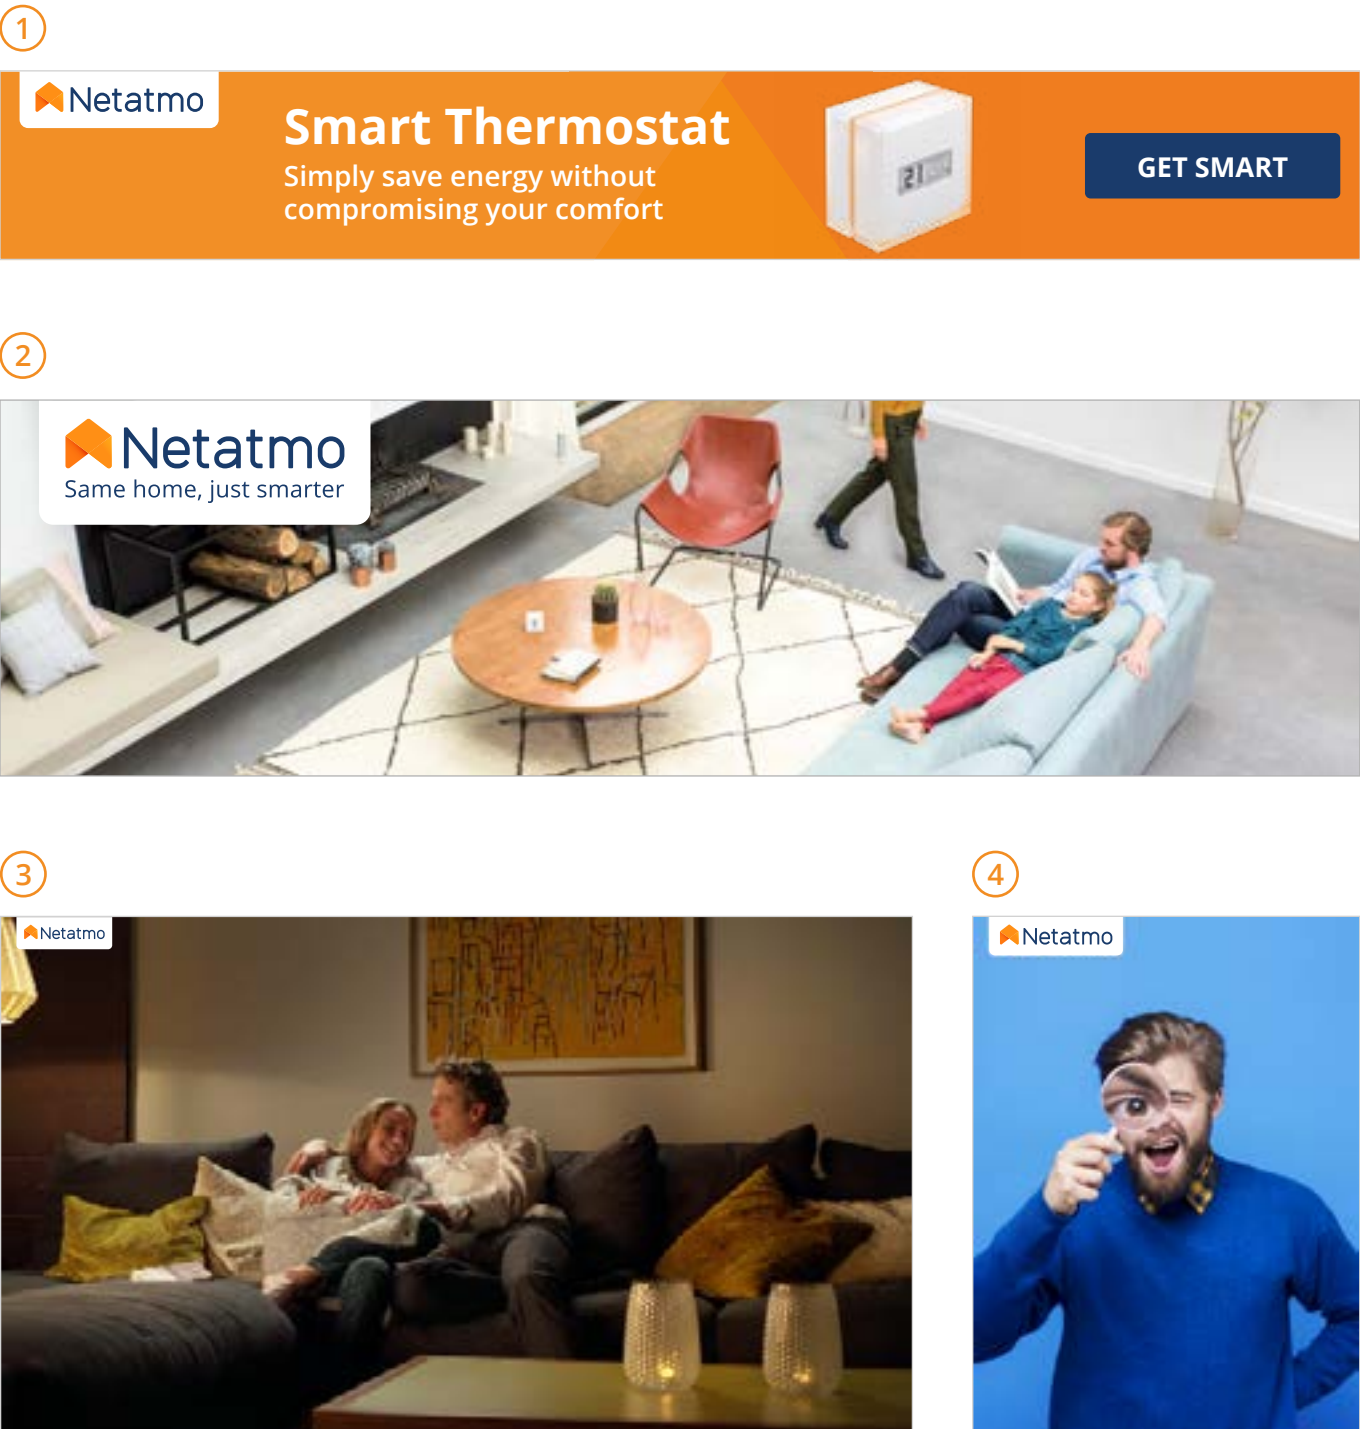 1
Netatmo
Smart Thermostat
Simply save energy without
compromising your comfort
21
GET SMART
2
Netatmo
Same home, just smarter
3
Netatmo
4
Netatmo